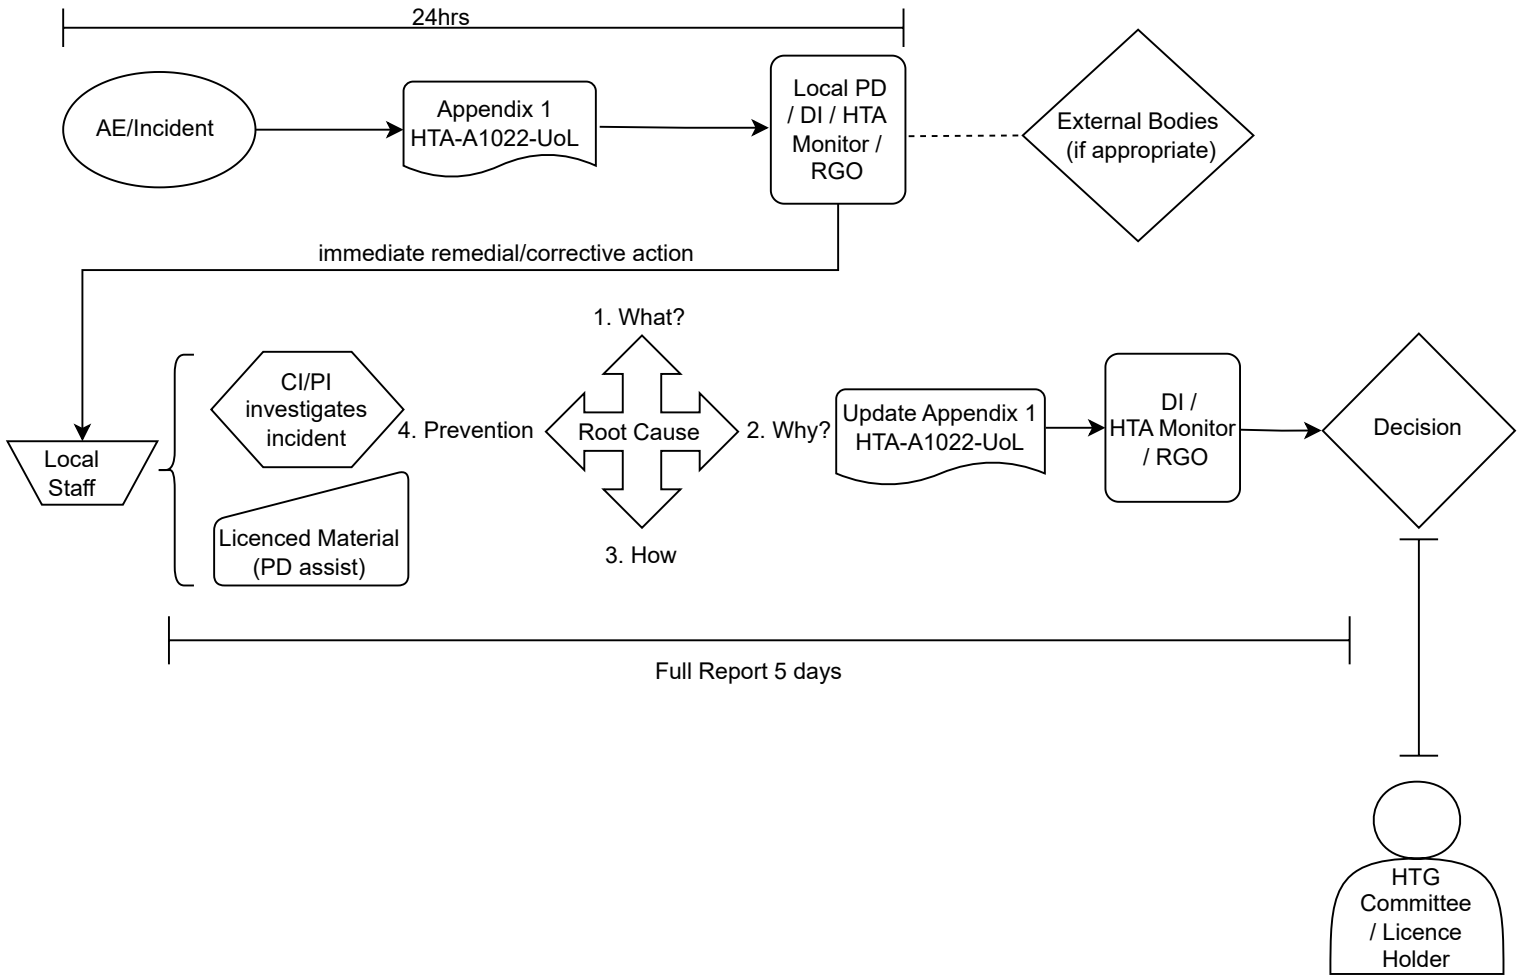 24hrs
AE/Incident
Appendix 1
HTA-A1022-UoL
Local PD
/ DI / HTA
Monitor /
RGO
External Bodies
(if appropriate)
immediate remedial/corrective action
Local
Staff
CI/PI
investigates
incident
Licenced Material
(PD assist)
1. What?
4. Prevention
Root Cause
2. Why?
3. How
Update Appendix 1
HTA-A1022-UoL
DI /
HTA Monitor
/ RGO
Decision
Full Report 5 days
HTG
Committee
/ Licence
Holder